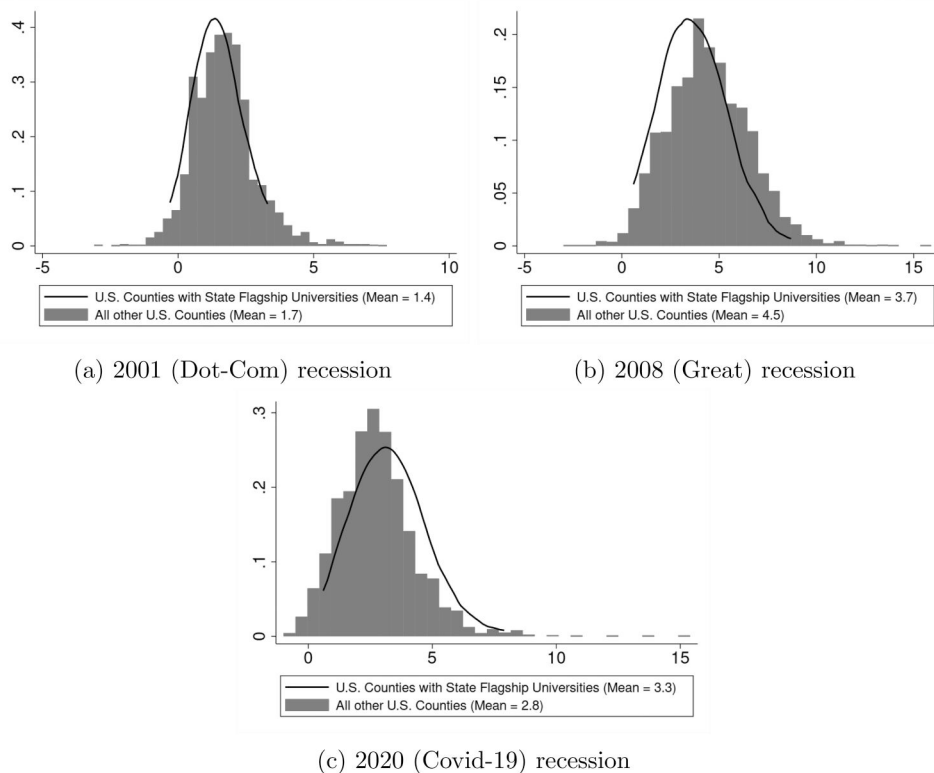 .4
.3
.2
.1
0
-5 0 5 10
U.S. Counties with State Flagship Universities (Mean = 1.4)
All other U.S. Counties (Mean = 1.7)
(a) 2001 (Dot-Com) recession
.2
.15
.1
.05
0
-5 0 5 10 15
U.S. Counties with State Flagship Universities (Mean = 3.7)
All other U.S. Counties (Mean = 4.5)
(b) 2008 (Great) recession
.3
.2
.1
0
0 5 10 15
U.S. Counties with State Flagship Universities (Mean = 3.3)
All other U.S. Counties (Mean = 2.8)
(c) 2020 (Covid-19) recession